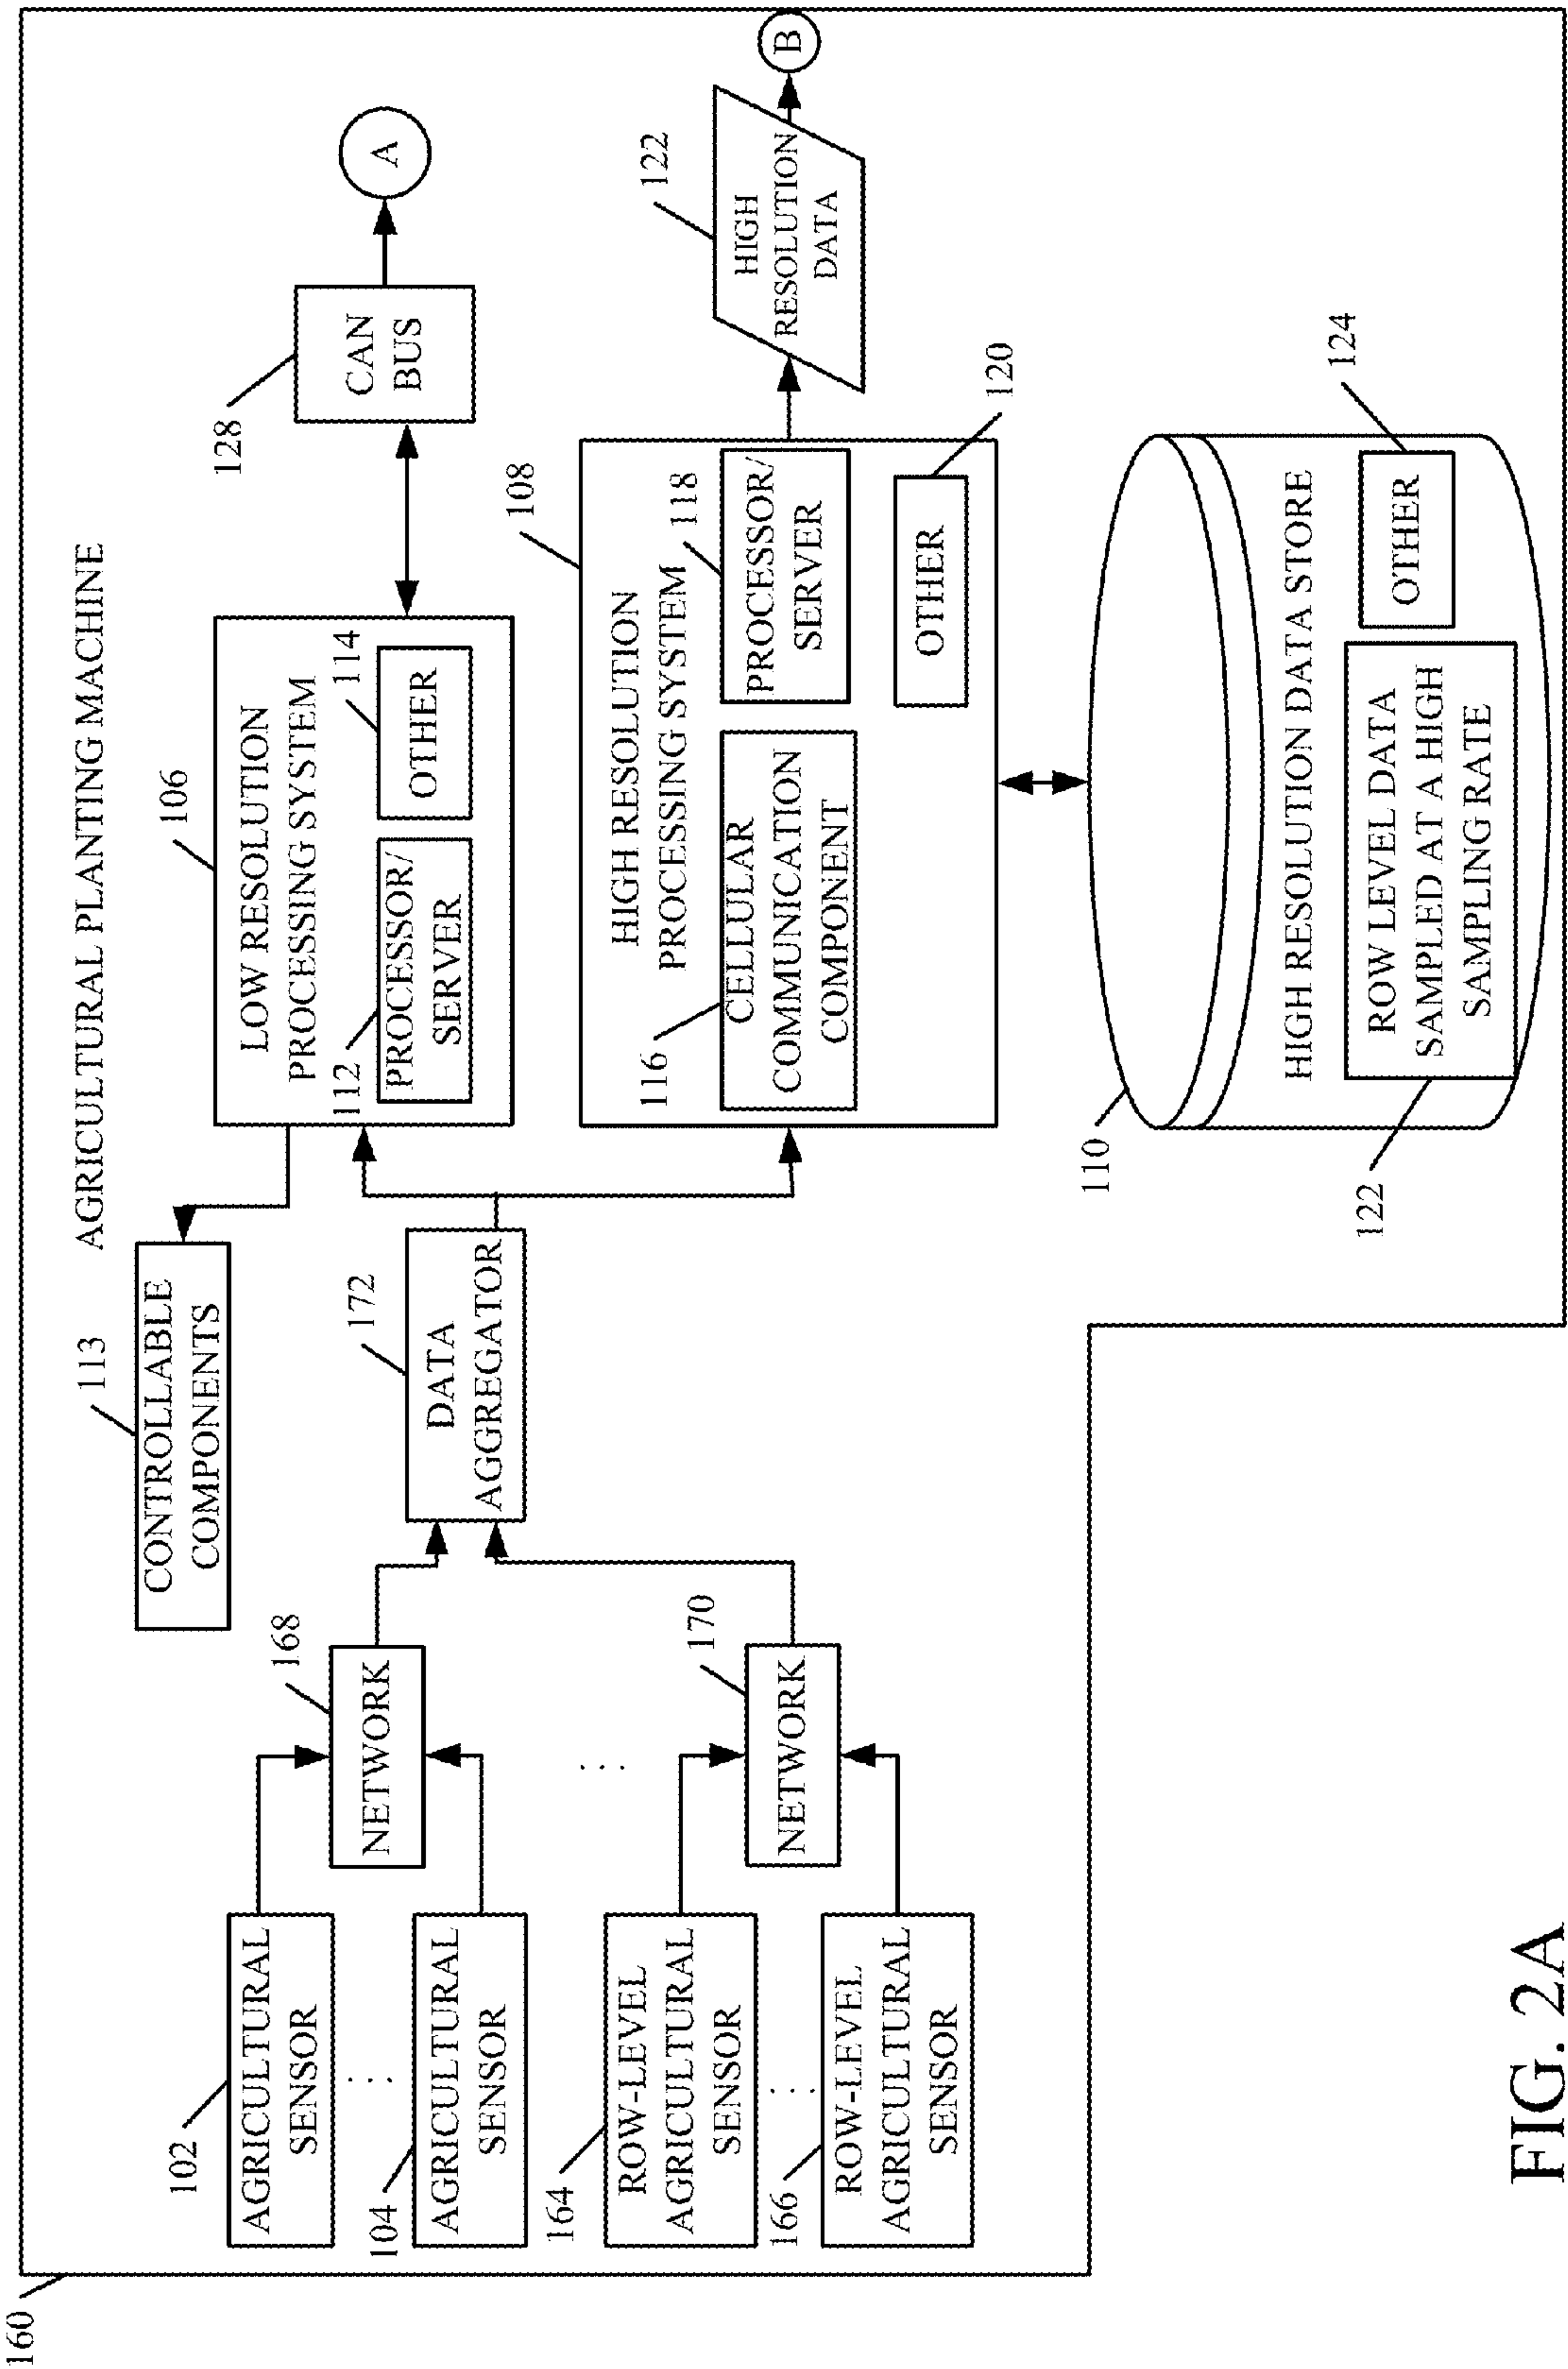 160
AGRICULTURAL PLANTING MACHINE
113
CONTROLLABLE
COMPONENTS
106
LOW RESOLUTION
PROCESSING SYSTEM
112
PROCESSOR/
SERVER
114
OTHER
128
CAN
BUS
A
102
AGRICULTURAL
SENSOR
...
104
AGRICULTURAL
SENSOR
168
NETWORK
...
164
ROW-LEVEL
AGRICULTURAL
SENSOR
...
166
ROW-LEVEL
AGRICULTURAL
SENSOR
170
NETWORK
172
DATA
AGGREGATOR
108
HIGH RESOLUTION
PROCESSING SYSTEM
116
CELLULAR
COMMUNICATION
COMPONENT
118
PROCESSOR/
SERVER
120
OTHER
122
HIGH
RESOLUTION
DATA
B
110
HIGH RESOLUTION DATA STORE
122
ROW LEVEL DATA
SAMPLED AT A HIGH
SAMPLING RATE
124
OTHER
FIG. 2A